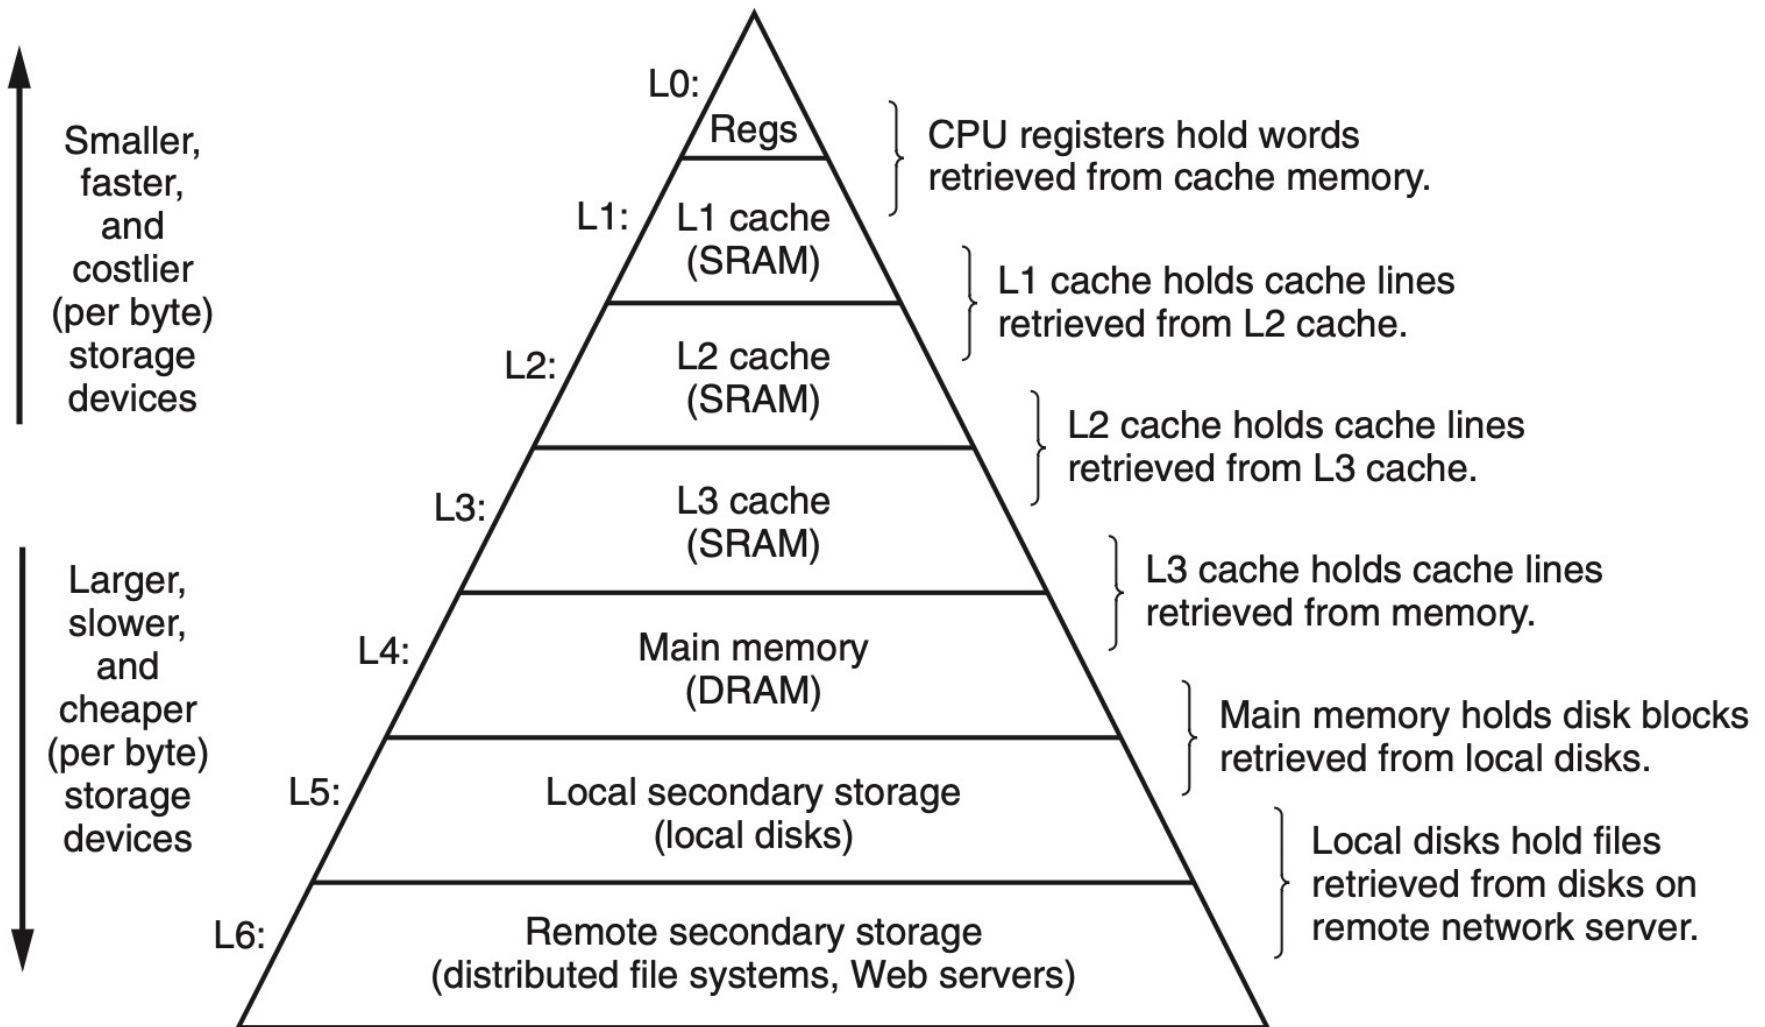 L0:
Regs
CPU registers hold words
retrieved from cache memory.
Smaller,
faster,
and
costlier
(per byte)
storage
devices
L1:
L1 cache
(SRAM)
L1 cache holds cache lines
retrieved from L2 cache.
L2:
L2 cache
(SRAM)
L2 cache holds cache lines
retrieved from L3 cache.
L3:
L3 cache
(SRAM)
L3 cache holds cache lines
retrieved from memory.
Larger,
slower,
and
cheaper
(per byte)
storage
devices
L4:
Main memory
(DRAM)
Main memory holds disk blocks
retrieved from local disks.
L5:
Local secondary storage
(local disks)
Local disks hold files
retrieved from disks on
remote network server.
L6:
Remote secondary storage
(distributed file systems, Web servers)